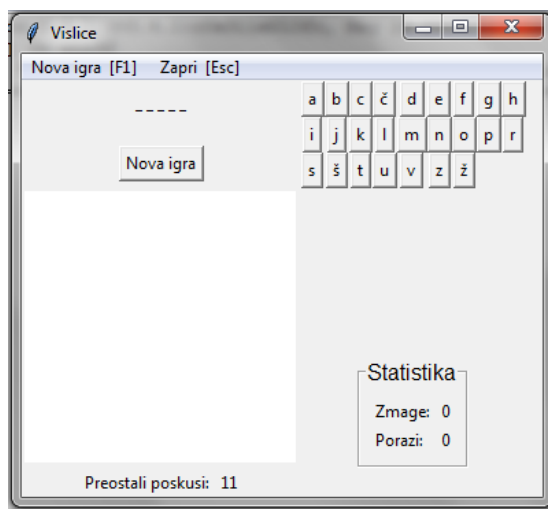 Vislice
Nova igra [F1] Zapri [Esc]
-----
Nova igra
a b c č d e f g h
i j k l m n o p r
s š t u v z ž
Statistika
Zmage: 0
Porazi: 0
Preostali poskusi: 11